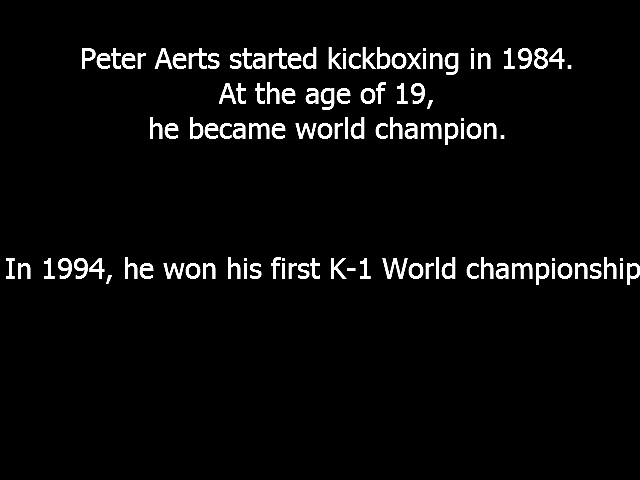 Peter Aerts started kickboxing in 1984.
At the age of 19,
he became world champion.
In 1994, he won his first K-1 World championship